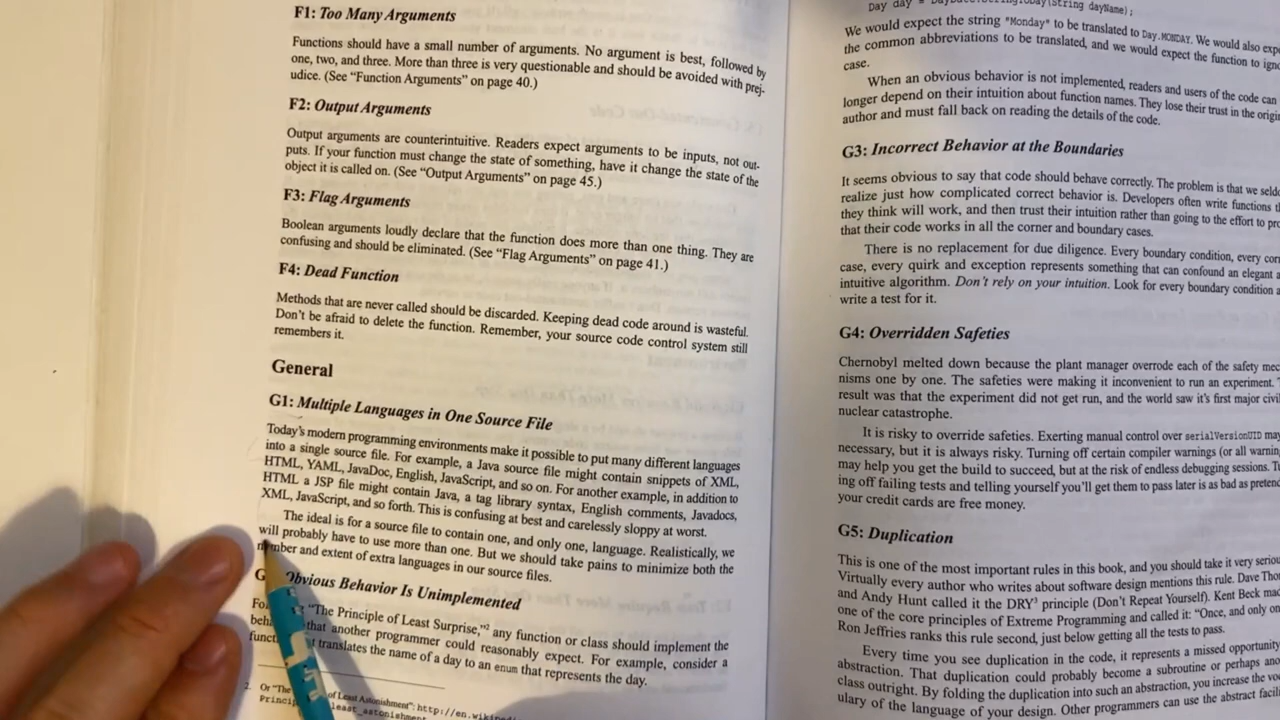 F1: Too Many Arguments
Functions should have a small number of arguments. No argument is best, followed by
one, two, and three. More than three is very questionable and should be avoided with prej-
udice. (See “Function Arguments” on page 40.)
F2: Output Arguments
Output arguments are counterintuitive. Readers expect arguments to be inputs, not out-
puts. If your function must change the state of something, have it change the state of the
object it is called on. (See “Output Arguments” on page 45.)
F3: Flag Arguments
Boolean arguments loudly declare that the function does more than one thing. They are
confusing and should be eliminated. (See “Flag Arguments” on page 41.)
F4: Dead Function
Methods that are never called should be discarded. Keeping dead code around is wasteful.
Don’t be afraid to delete the function. Remember, your source code control system still
remembers it.
General
G1: Multiple Languages in One Source File
Today’s modern programming environments make it possible to put many different languages
into a single source file. For example, a Java source file might contain snippets of XML,
HTML, YAML, JavaDoc, English, JavaScript, and so on. For another example, in addition to
HTML a JSP file might contain Java, a tag library syntax, English comments, Javadocs,
XML, JavaScript, and so forth. This is confusing at best and carelessly sloppy at worst.
The ideal is for a source file to contain one, and only one, language. Realistically, we
will probably have to use more than one. But we should take pains to minimize both the
number and extent of extra languages in our source files.
Obvious Behavior Is Unimplemented
“The Principle of Least Surprise,”2 any function or class should implement the
that another programmer could reasonably expect. For example, consider a
translates the name of a day to an enum that represents the day.
2. Or “The of Least Astonishment”: http://en.wikipedi
least_astonishment
Day day = (String dayName);
We would expect the string "Monday" to be translated to Day.MONDAY. We would also exp
the common abbreviations to be translated, and we would expect the function to ign
case.
When an obvious behavior is not implemented, readers and users of the code can
longer depend on their intuition about function names. They lose their trust in the origin
author and must fall back on reading the details of the code.
G3: Incorrect Behavior at the Boundaries
It seems obvious to say that code should behave correctly. The problem is that we seldo
realize just how complicated correct behavior is. Developers often write functions t
they think will work, and then trust their intuition rather than going to the effort to pro
that their code works in all the corner and boundary cases.
There is no replacement for due diligence. Every boundary condition, every cor
case, every quirk and exception represents something that can confound an elegant a
intuitive algorithm. Don’t rely on your intuition. Look for every boundary condition a
write a test for it.
G4: Overridden Safeties
Chernobyl melted down because the plant manager overrode each of the safety mec
nisms one by one. The safeties were making it inconvenient to run an experiment. T
result was that the experiment did not get run, and the world saw it’s first major civil
nuclear catastrophe.
It is risky to override safeties. Exerting manual control over serialVersionUID may
necessary, but it is always risky. Turning off certain compiler warnings (or all warnin
may help you get the build to succeed, but at the risk of endless debugging sessions. T
ing off failing tests and telling yourself you’ll get them to pass later is as bad as pretend
your credit cards are free money.
G5: Duplication
This is one of the most important rules in this book, and you should take it very seriou
Virtually every author who writes about software design mentions this rule. Dave Tho
and Andy Hunt called it the DRY3 principle (Don’t Repeat Yourself). Kent Beck mad
one of the core principles of Extreme Programming and called it: “Once, and only on
Ron Jeffries ranks this rule second, just below getting all the tests to pass.
Every time you see duplication in the code, it represents a missed opportunity
abstraction. That duplication could probably become a subroutine or perhaps ano
class outright. By folding the duplication into such an abstraction, you increase the vo
ulary of the language of your design. Other programmers can use the abstract facil